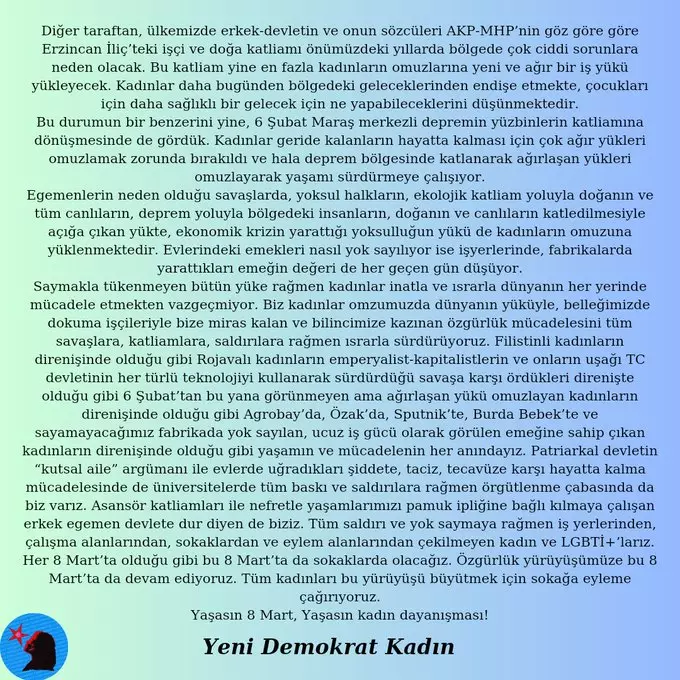 Diğer taraftan, ülkemizde erkek-devletin ve onun sözcüleri AKP-MHP’nin göz göre göre
Erzincan İliç’teki işçi ve doğa katliamı önümüzdeki yıllarda bölgede çok ciddi sorunlara
neden olacak. Bu katliam yine en fazla kadınların omuzlarına yeni ve ağır bir iş yükü
yükleyecek. Kadınlar daha bugünden bölgedeki geleceklerinden endişe etmekte, çocukları
için daha sağlıklı bir gelecek için ne yapabileceklerini düşünmektedir.
Bu durumun bir benzerini yine, 6 Şubat Maraş merkezli depremin yüzbinlerin katliamına
dönüşmesinde de gördük. Kadınlar geride kalanların hayatta kalması için çok ağır yükleri
omuzlamak zorunda bırakıldı ve hala deprem bölgesinde katlanarak ağırlaşan yükleri
omuzlayarak yaşamı sürdürmeye çalışıyor.
Egemenlerin neden olduğu savaşlarda, yoksul halkların, ekolojik katliam yoluyla doğanın ve
tüm canlıların, deprem yoluyla bölgedeki insanların, doğanın ve canlıların katledilmesiyle
açığa çıkan yükte, ekonomik krizin yarattığı yoksulluğun yükü de kadınların omuzuna
yüklenmektedir. Evlerindeki emekleri nasıl yok sayılıyor ise işyerlerinde, fabrikalarda
yarattıkları emeğin değeri de her geçen gün düşüyor.
Saymakla tükenmeyen bütün yüke rağmen kadınlar inatla ve ısrarla dünyanın her yerinde
mücadele etmekten vazgeçmiyor. Biz kadınlar omzumuzda dünyanın yüküyle, belleğimizde
dokuma işçileriyle bize miras kalan ve bilincimize kazınan özgürlük mücadelesini tüm
savaşlara, katliamlara, saldırılara rağmen ısrarla sürdürüyoruz. Filistinli kadınların
direnişinde olduğu gibi Rojavalı kadınların emperyalist-kapitalistlerin ve onların uşağı TC
devletinin her türlü teknolojiyi kullanarak sürdürdüğü savaşa karşı ördükleri direnişte
olduğu gibi 6 Şubat’tan bu yana görünmeyen ama ağırlaşan yükü omuzlayan kadınların
direnişinde olduğu gibi Agrobay’da, Özak’da, Sputnik’te, Burda Bebek’te ve
sayamayacağımız fabrikada yok sayılan, ucuz iş gücü olarak görülen emeğine sahip çıkan
kadınların direnişinde olduğu gibi yaşamın ve mücadelenin her anındayız. Patriarkal devletin
“kutsal aile” argümanı ile evlerde uğradıkları şiddete, taciz, tecavüze karşı hayatta kalma
mücadelesinde de üniversitelerde tüm baskı ve saldırılara rağmen örgütlenme çabasında da
biz varız. Asansör katliamları ile nefretle yaşamlarımızı pamuk ipliğine bağlı kılmaya çalışan
erkek egemen devlete dur diyen de biziz. Tüm saldırı ve yok saymaya rağmen iş yerlerinden,
çalışma alanlarından, sokaklardan ve eylem alanlarından çekilmeyen kadın ve LGBTİ+’larız.
Her 8 Mart’ta olduğu gibi bu 8 Mart’ta da sokaklarda olacağız. Özgürlük yürüyüşümüze bu 8
Mart’ta da devam ediyoruz. Tüm kadınları bu yürüyüşü büyütmek için sokağa eyleme
çağırıyoruz.
Yaşasın 8 Mart, Yaşasın kadın dayanışması!
Yeni Demokrat Kadın